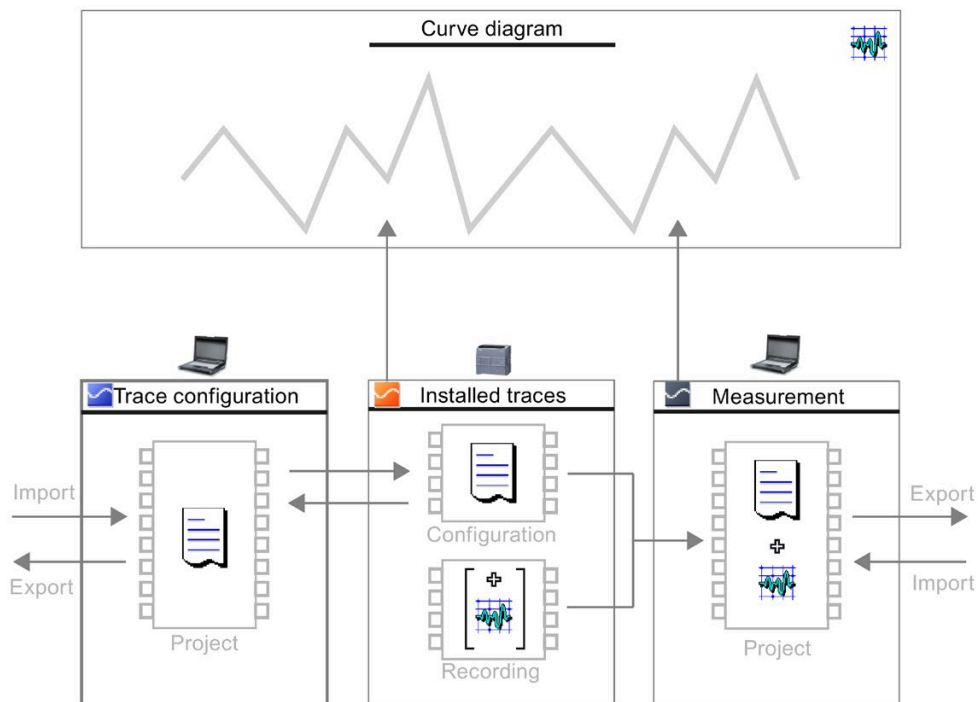 Curve diagram
Trace configuration
Installed traces
Measurement
Import
Export
Project
Configuration
Recording
Project
Export
Import